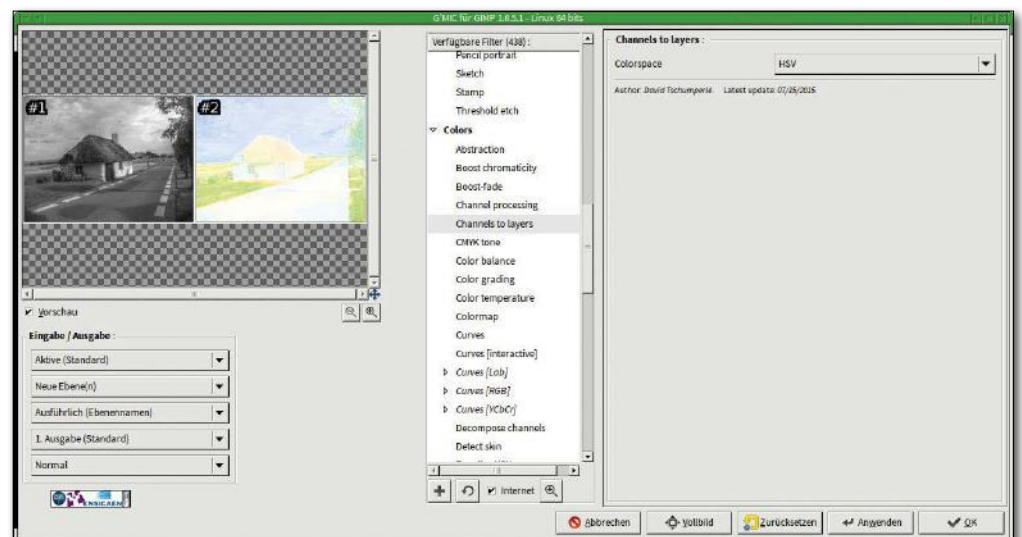 G'MIC für GIMP 1.6.5.1 - Linux 64 bits
#1
#2
Vorschau
Eingabe / Ausgabe :
Aktive (Standard)
Neue Ebene(n)
Ausführlich (Ebenennamen)
1. Ausgabe (Standard)
Normal
ENSICAEN
Verfügbare Filter (438) :
Pencil portrait
Sketch
Stamp
Threshold etch
Colors
Abstraction
Boost chromaticity
Boost-fade
Channel processing
Channels to layers
CMYK tone
Color balance
Color grading
Color temperature
Colormap
Curves
Curves [interactive]
Curves [Lab]
Curves [RGB]
Curves [YCbCr]
Decompose channels
Detect skin
Internet
Channels to layers :
Colorspace
HSV
Author: David Tschumperlé. Latest update: 07/25/2015.
Abbrechen
Vollbild
Zurücksetzen
Anwenden
OK